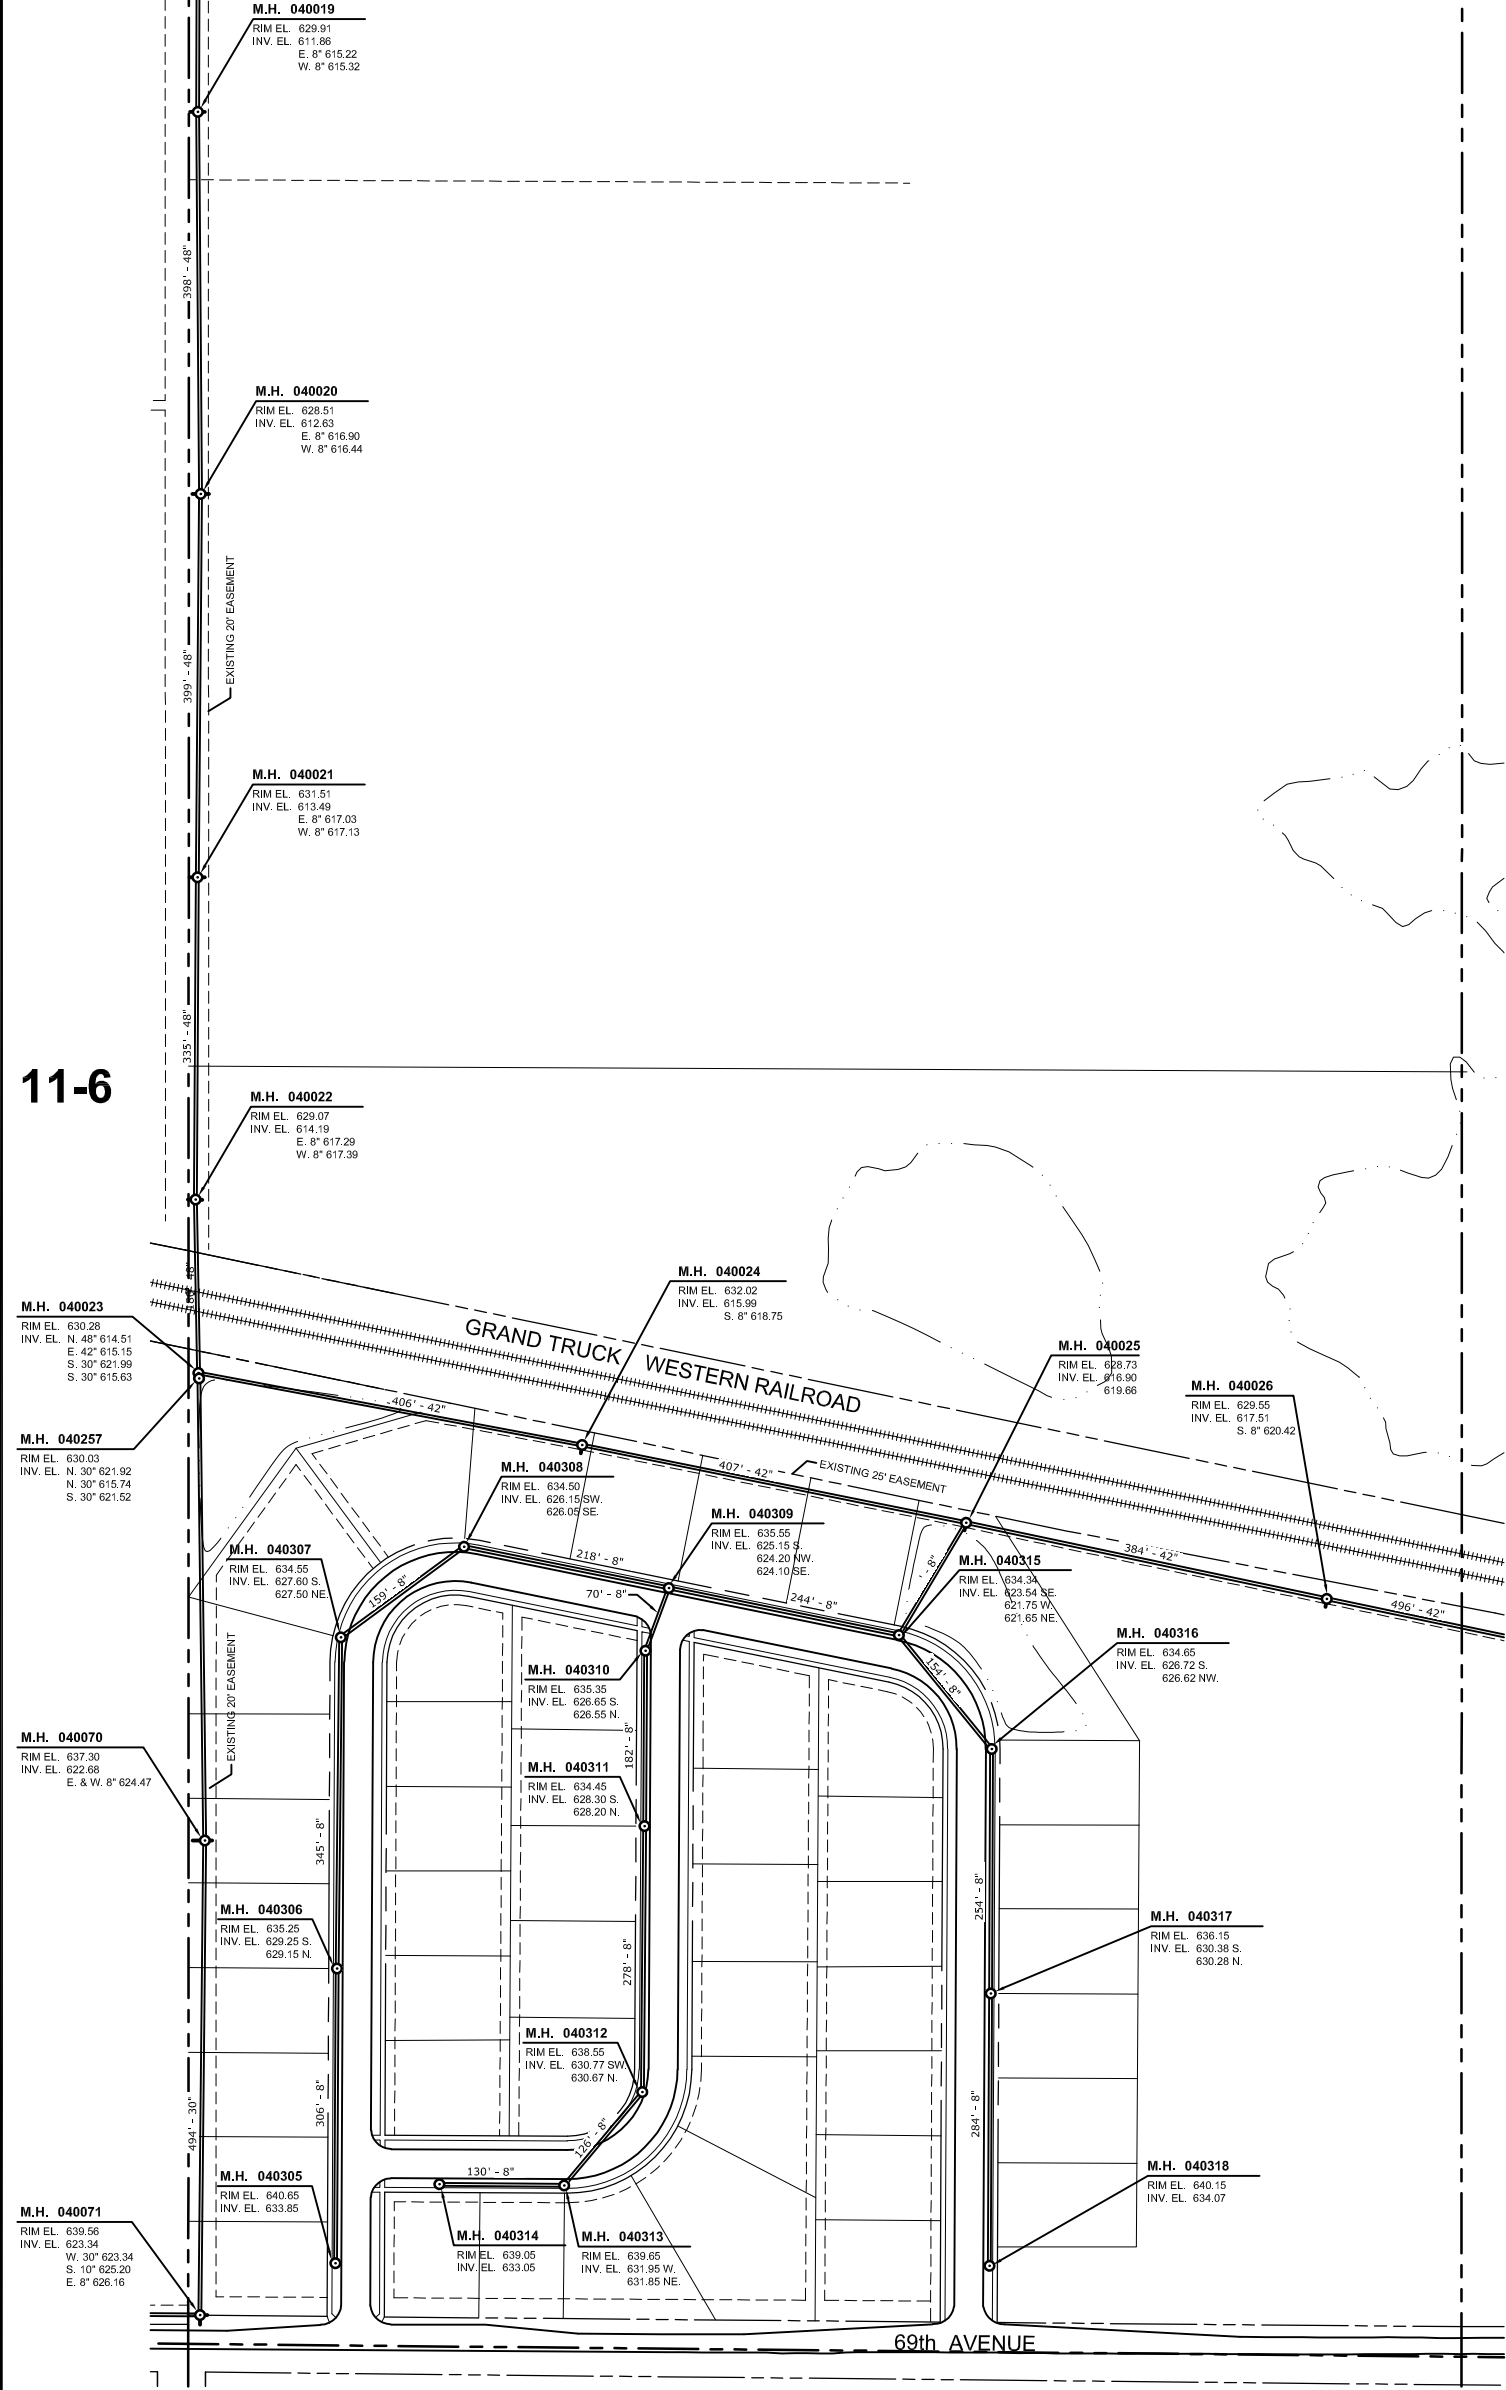 M.H. 040019
RIM EL. 629.91
INV. EL. 611.86
E. 8" 615.22
W. 8" 615.32
398' - 48"
M.H. 040020
RIM EL. 628.51
INV. EL. 612.63
E. 8" 616.90
W. 8" 616.44
EXISTING 20' EASEMENT
399' - 48"
M.H. 040021
RIM EL. 631.51
INV. EL. 613.49
E. 8" 617.03
W. 8" 617.13
335' - 48"
11-6
M.H. 040022
RIM EL. 629.07
INV. EL. 614.19
E. 8" 617.29
W. 8" 617.39
48"
M.H. 040023
RIM EL. 630.28
INV. EL. N. 48" 614.51
E. 42" 615.15
S. 30" 621.99
S. 30" 615.63
M.H. 040024
RIM EL. 632.02
INV. EL. 615.99
S. 8" 618.75
GRAND TRUCK WESTERN RAILROAD
M.H. 040025
RIM EL. 628.73
INV. EL. 616.90
619.66
M.H. 040026
RIM EL. 629.55
INV. EL. 617.51
S. 8" 620.42
406' - 42"
M.H. 040257
RIM EL. 630.03
INV. EL. N. 30" 621.92
N. 30" 615.74
S. 30" 621.52
M.H. 040308
RIM EL. 634.50
INV. EL. 626.15 SW.
626.05 SE.
407' - 42"
EXISTING 25' EASEMENT
M.H. 040309
RIM EL. 635.55
INV. EL. 625.15 S.
624.20 NW.
624.10 SE.
M.H. 040307
RIM EL. 634.55
INV. EL. 627.60 S.
627.50 NE.
218' - 8"
- 8"
M.H. 040315
RIM EL. 634.34
INV. EL. 623.54 SE.
621.75 W.
621.65 NE.
384' - 42"
159' - 8"
70' - 8"
244' - 8"
496' - 42"
M.H. 040316
RIM EL. 634.65
INV. EL. 626.72 S.
626.62 NW.
154' - 8"
M.H. 040310
RIM EL. 635.35
INV. EL. 626.65 S.
626.55 N.
EXISTING 20' EASEMENT
M.H. 040070
RIM EL. 637.30
INV. EL. 622.68
E. & W. 8" 624.47
182' - 8"
M.H. 040311
RIM EL. 634.45
INV. EL. 628.30 S.
628.20 N.
345' - 8"
M.H. 040306
RIM EL. 635.25
INV. EL. 629.25 S.
629.15 N.
254' - 8"
M.H. 040317
RIM EL. 636.15
INV. EL. 630.38 S.
630.28 N.
278' - 8"
M.H. 040312
RIM EL. 638.55
INV. EL. 630.77 SW.
630.67 N.
494' - 30"
306' - 8"
126' - 8"
284' - 8"
130' - 8"
M.H. 040305
RIM EL. 640.65
INV. EL. 633.85
M.H. 040318
RIM EL. 640.15
INV. EL. 634.07
M.H. 040071
RIM EL. 639.56
INV. EL. 623.34
W. 30" 623.34
S. 10" 625.20
E. 8" 626.16
M.H. 040314
RIM EL. 639.05
INV. EL. 633.05
M.H. 040313
RIM EL. 639.65
INV. EL. 631.95 W.
631.85 NE.
69th AVENUE